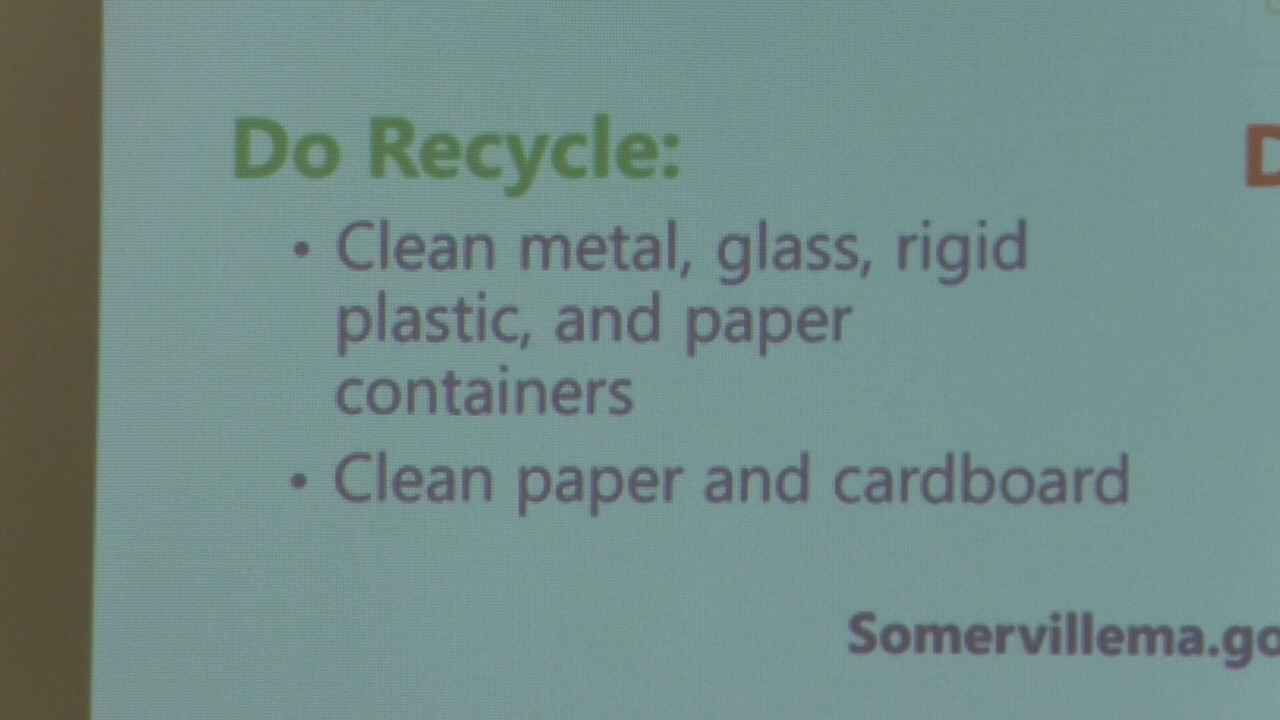 Do Recycle:
• Clean metal, glass, rigid
plastic, and paper
containers
• Clean paper and cardboard
Somervillema.go